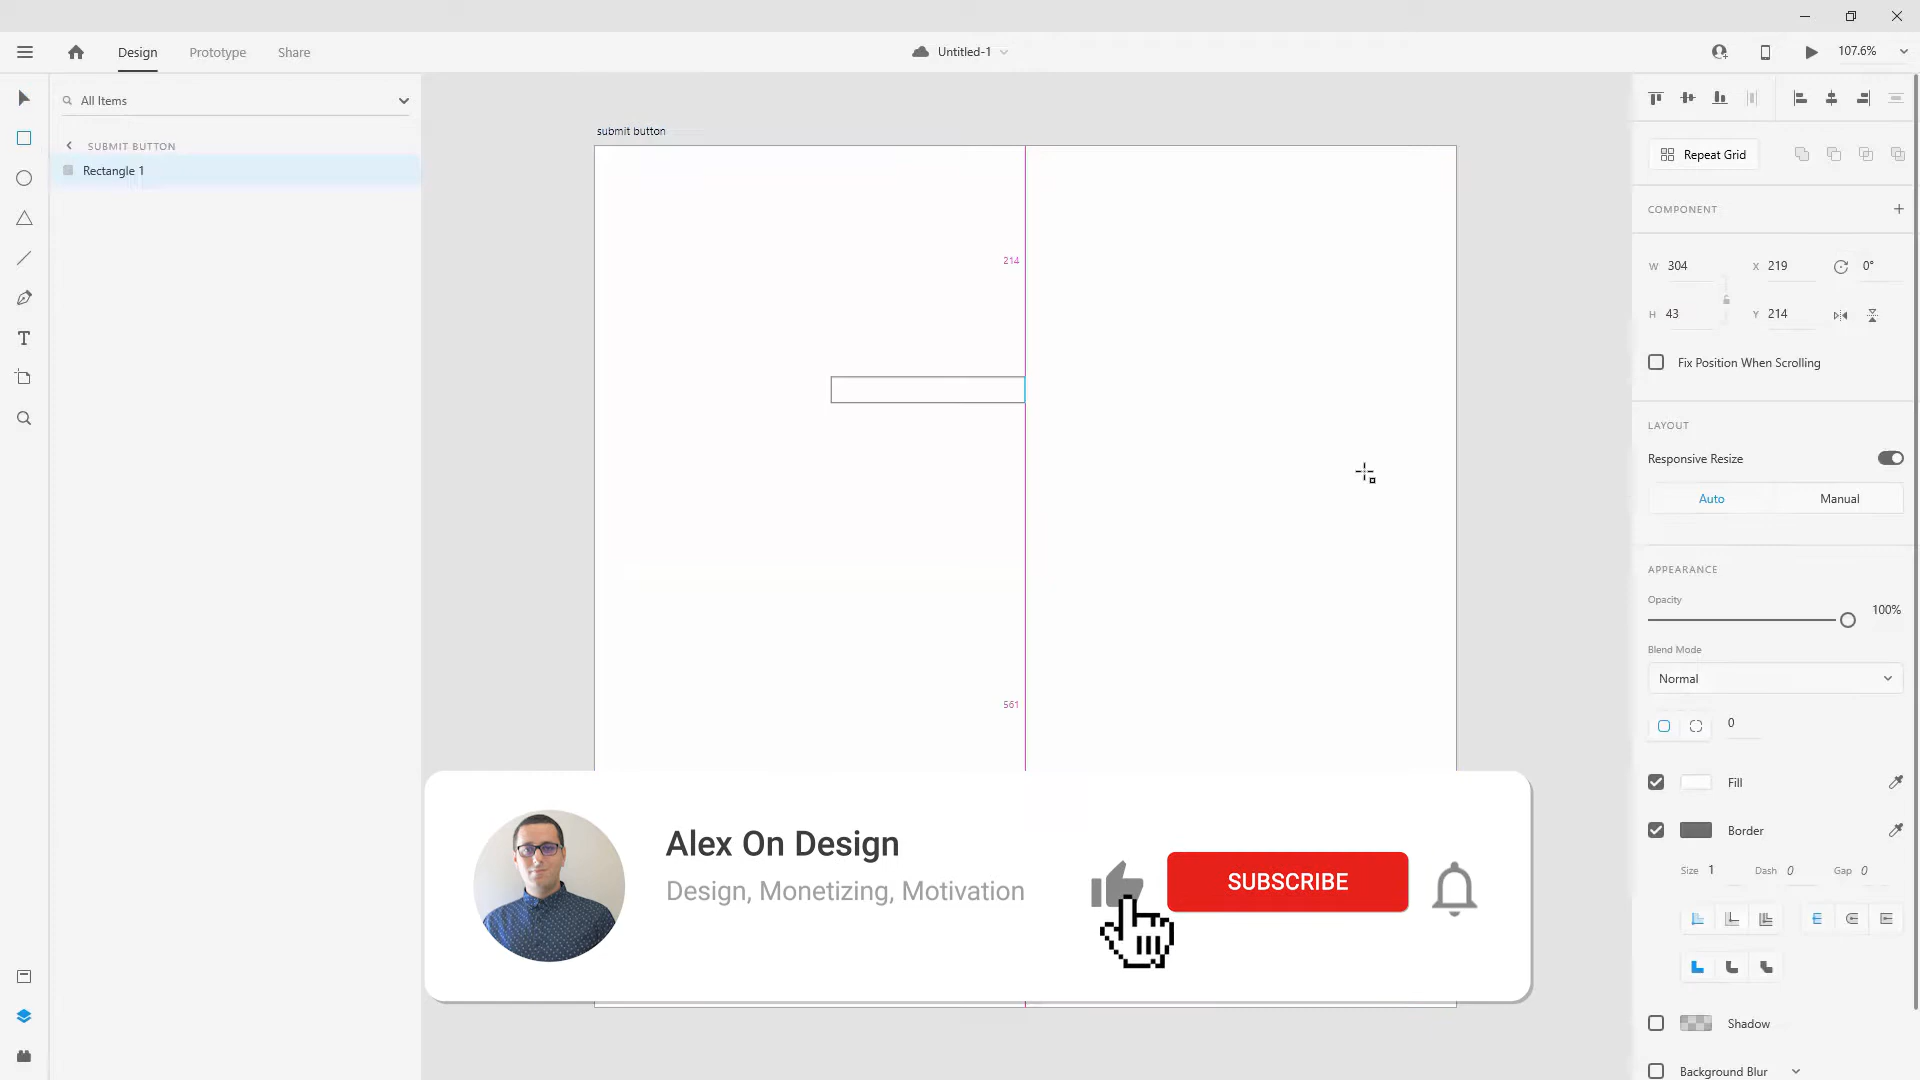 Design
Prototype
Share
Untitled-1
107.6%
All Items
SUBMIT BUTTON
Rectangle 1
submit button
214
561
Repeat Grid
COMPONENT
W 304
X 219
0°
H 43
Y 214
Fix Position When Scrolling
LAYOUT
Responsive Resize
Auto
Manual
APPEARANCE
Opacity
100%
Blend Mode
Normal
0
Fill
Border
Size 1
Dash 0
Gap 0
Shadow
Background Blur
Alex On Design
Design, Monetizing, Motivation
SUBSCRIBE